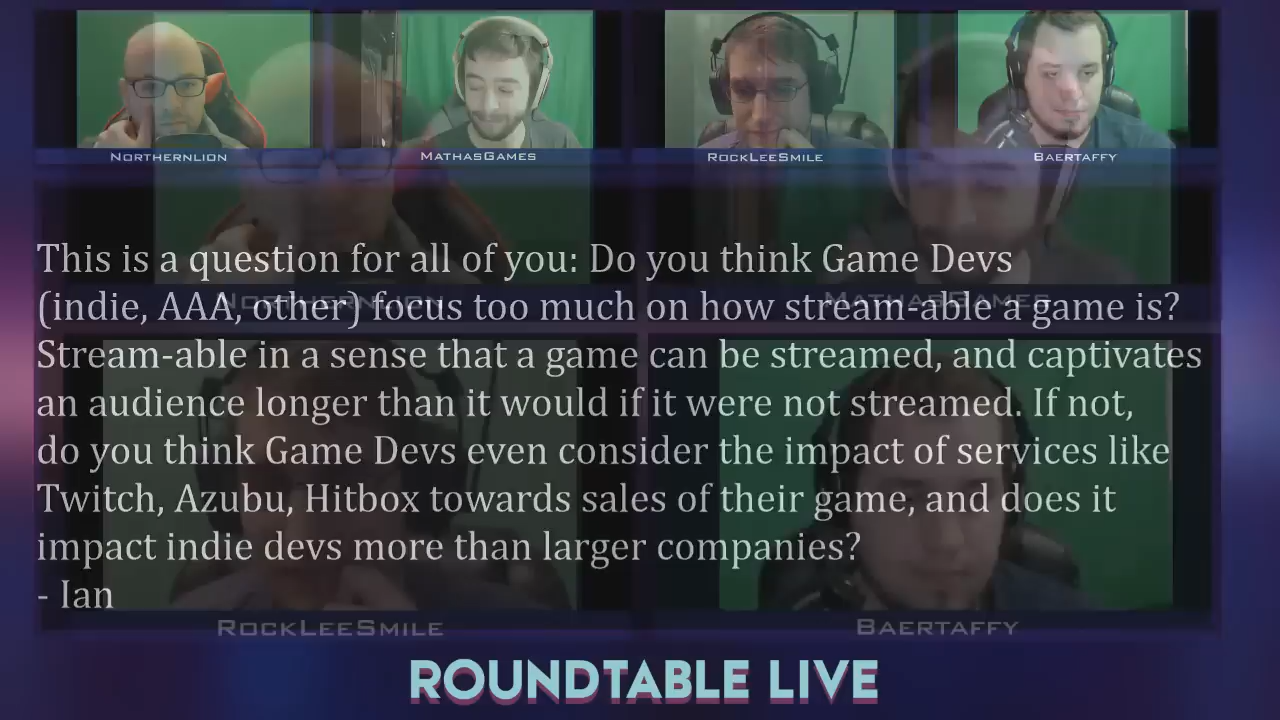 NORTHERNLION
MATHASGAMES
ROCKLEESMILE
BAERTAFFY
This is a question for all of you: Do you think Game Devs
(indie, AAA, other) focus too much on how stream-able a game is?
NORTHERNLION
MATHASGAMES
Stream-able in a sense that a game can be streamed, and captivates
an audience longer than it would if it were not streamed. If not,
do you think Game Devs even consider the impact of services like
Twitch, Azubu, Hitbox towards sales of their game, and does it
impact indie devs more than larger companies?
- Ian
ROCKLEESMILE
BAERTAFFY
ROUNDTABLE LIVE